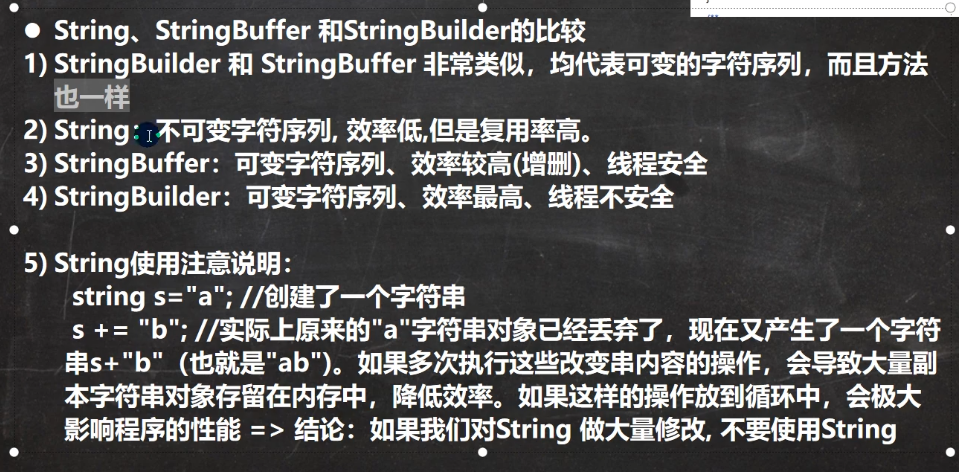 ● String、StringBuffer 和StringBuilder的比较
1) StringBuilder 和 StringBuffer 非常类似，均代表可变的字符序列，而且方法
也一样
2) String：不可变字符序列, 效率低,但是复用率高。
3) StringBuffer：可变字符序列、效率较高(增删)、线程安全
4) StringBuilder：可变字符序列、效率最高、线程不安全
5) String使用注意说明：
string s="a"; //创建了一个字符串
s += "b"; //实际上原来的"a"字符串对象已经丢弃了，现在又产生了一个字符
串s+"b"（也就是"ab")。如果多次执行这些改变串内容的操作，会导致大量副
本字符串对象存留在内存中，降低效率。如果这样的操作放到循环中，会极大
影响程序的性能 => 结论：如果我们对String 做大量修改, 不要使用String